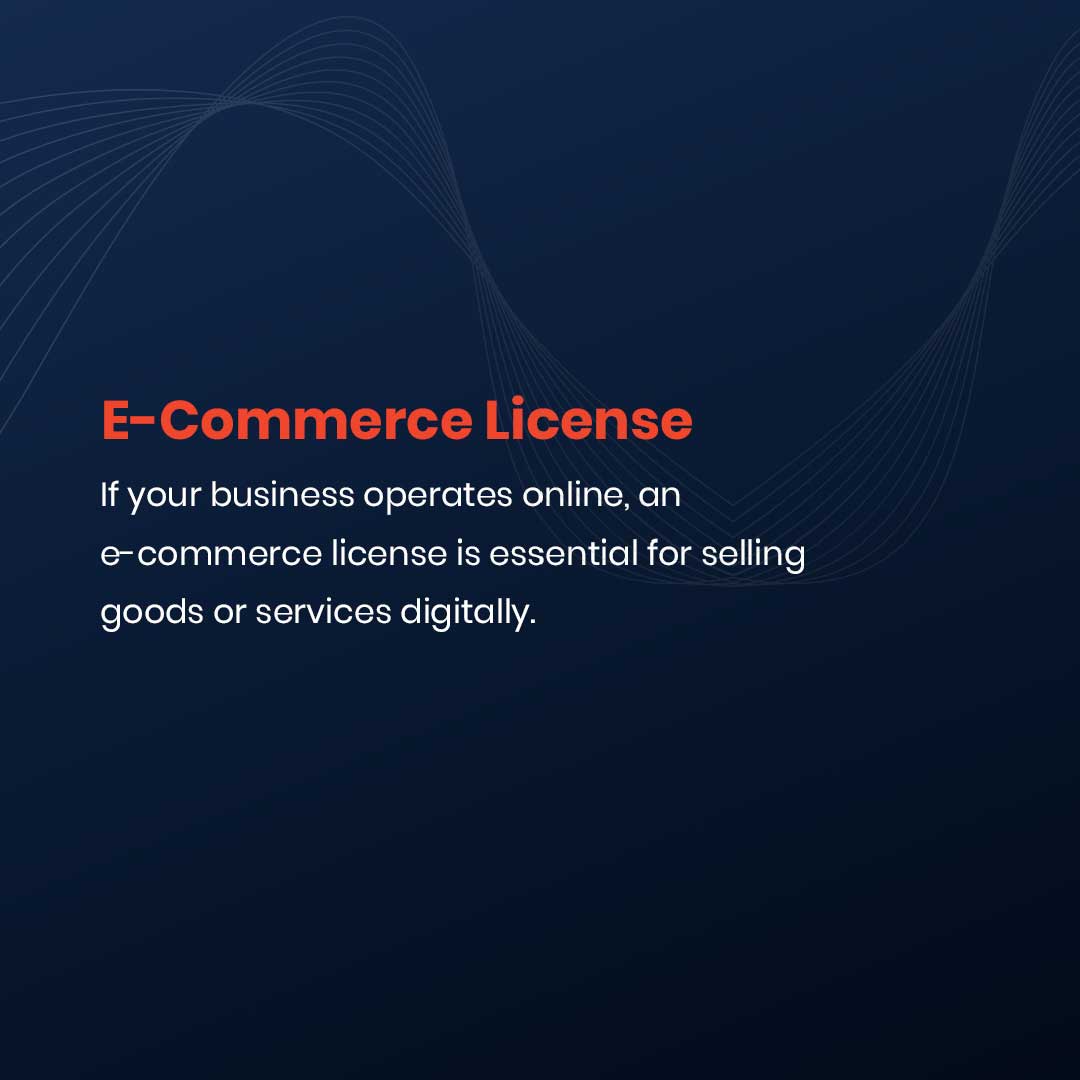 E-Commerce License
If your business operates online, an
e-commerce license is essential for selling
goods or services digitally.